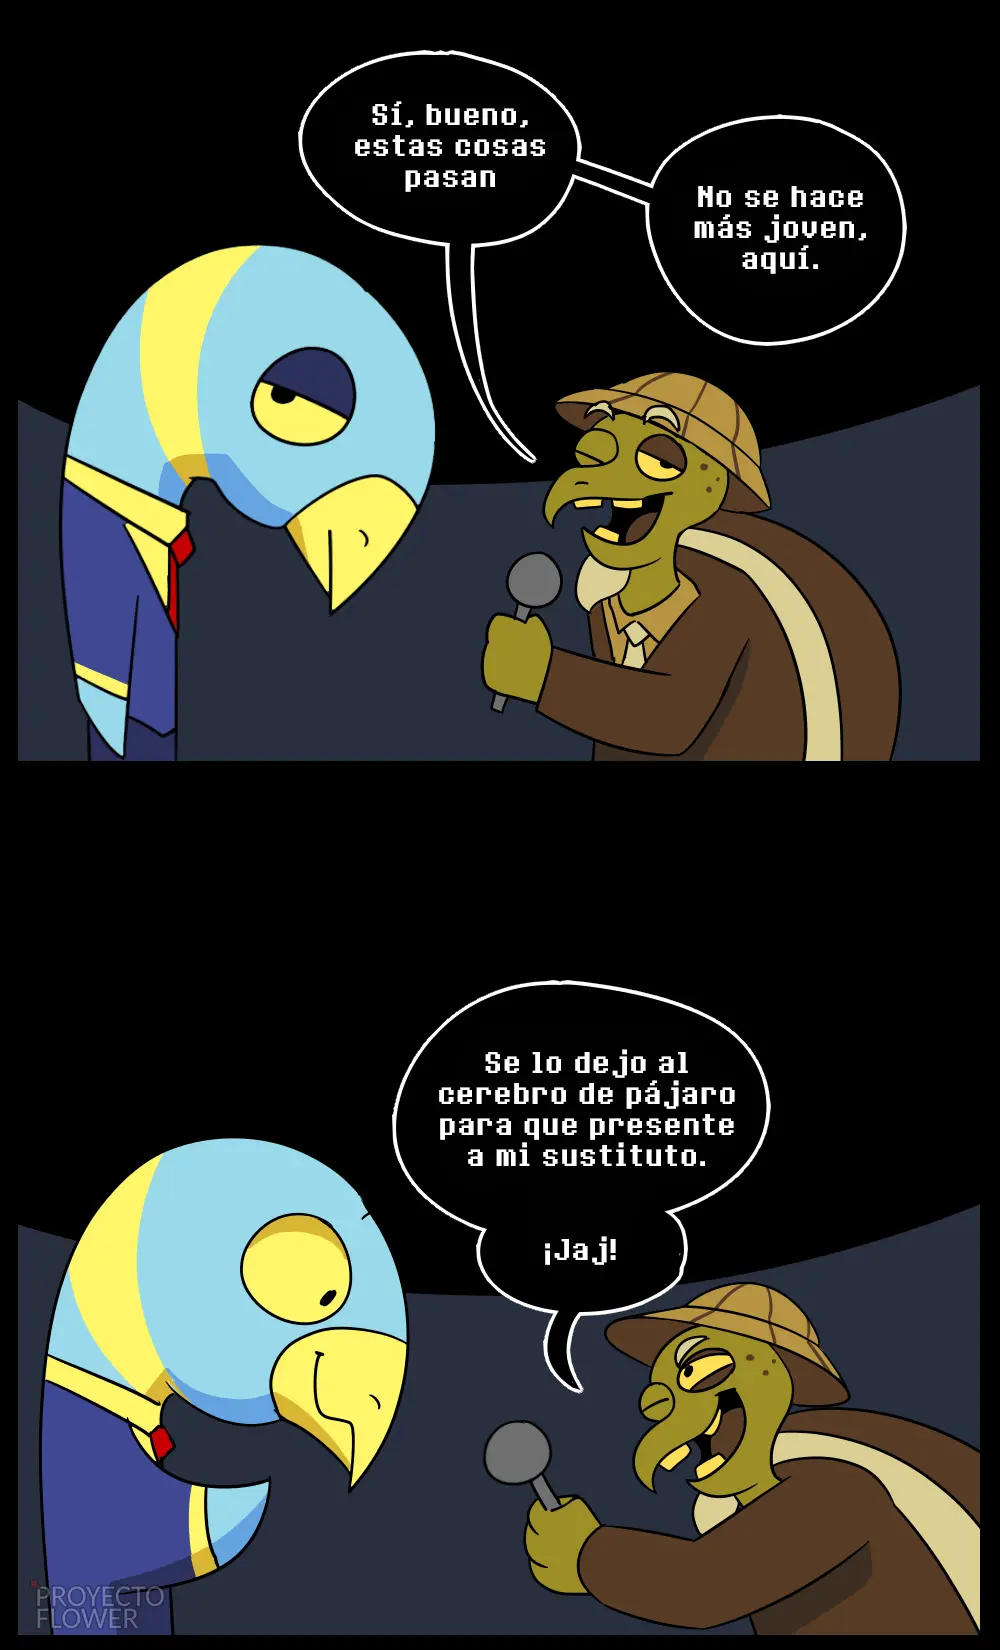 Sí, bueno,
estas cosas
pasan
No se hace
más joven,
aquí.
Se lo dejo al
cerebro de pájaro
para que presente
a mi sustituto.
¡Jaj!
PROYECTO
FLOWER